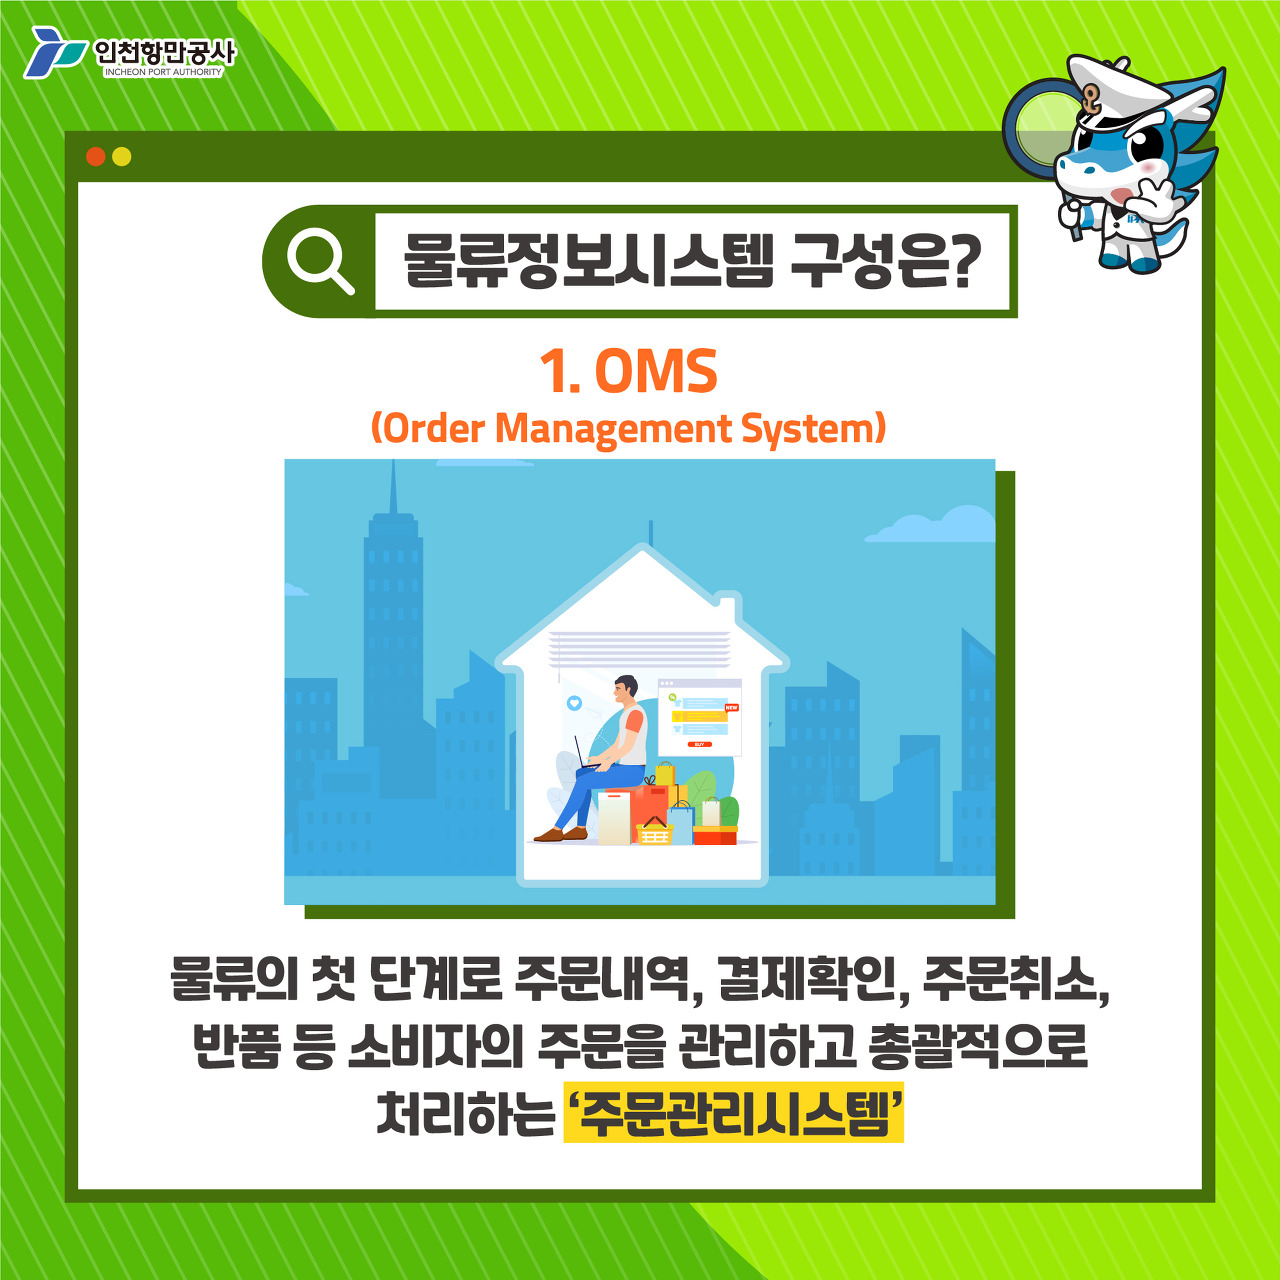 인천항만공사
INCHEON PORT AUTHORITY
물류정보시스템 구성은?
1. OMS
(Order Management System)
NEW
BUY
물류의 첫 단계로 주문내역, 결제확인, 주문취소,
반품 등 소비자의 주문을 관리하고 총괄적으로
처리하는 ‘주문관리시스템’